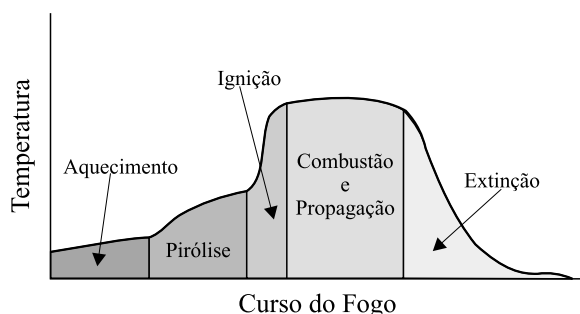 Temperatura
Ignição
Aquecimento
Pirólise
Combustão
e
Propagação
Extinção
Curso do Fogo